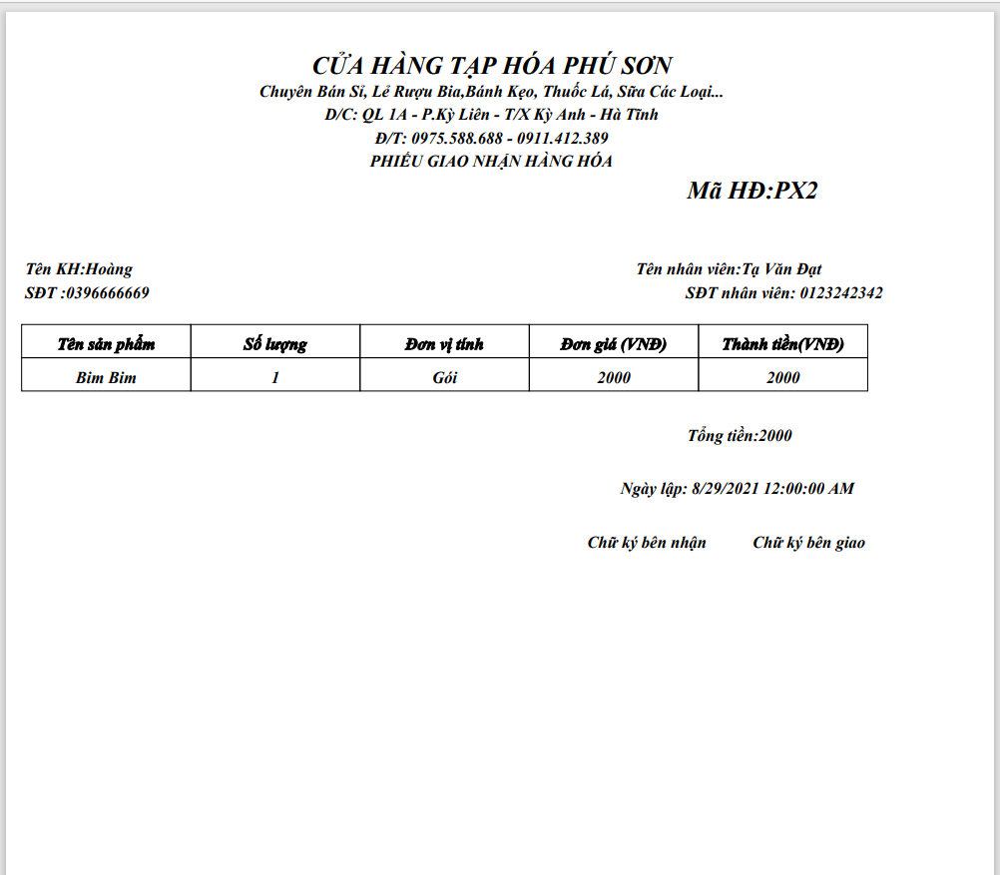 CỬA HÀNG TẠP HÓA PHÚ SƠN
Chuyên Bán Sỉ, Lẻ Rượu Bia,Bánh Kẹo, Thuốc Lá, Sữa Các Loại...
D/C: QL 1A - P.Kỳ Liên - T/X Kỳ Anh - Hà Tĩnh
Đ/T: 0975.588.688 - 0911.412.389
PHIẾU GIAO NHẬN HÀNG HÓA
Mã HĐ:PX2
Tên KH:Hoàng Tên nhân viên:Tạ Văn Đạt
SĐT :0396666669 SĐT nhân viên: 0123242342
Tên sản phẩm Số lượng Đơn vị tính Đơn giá (VNĐ) Thành tiền(VNĐ)
Bim Bim 1 Gói 2000 2000
Tổng tiền:2000
Ngày lập: 8/29/2021 12:00:00 AM
Chữ ký bên nhận Chữ ký bên giao